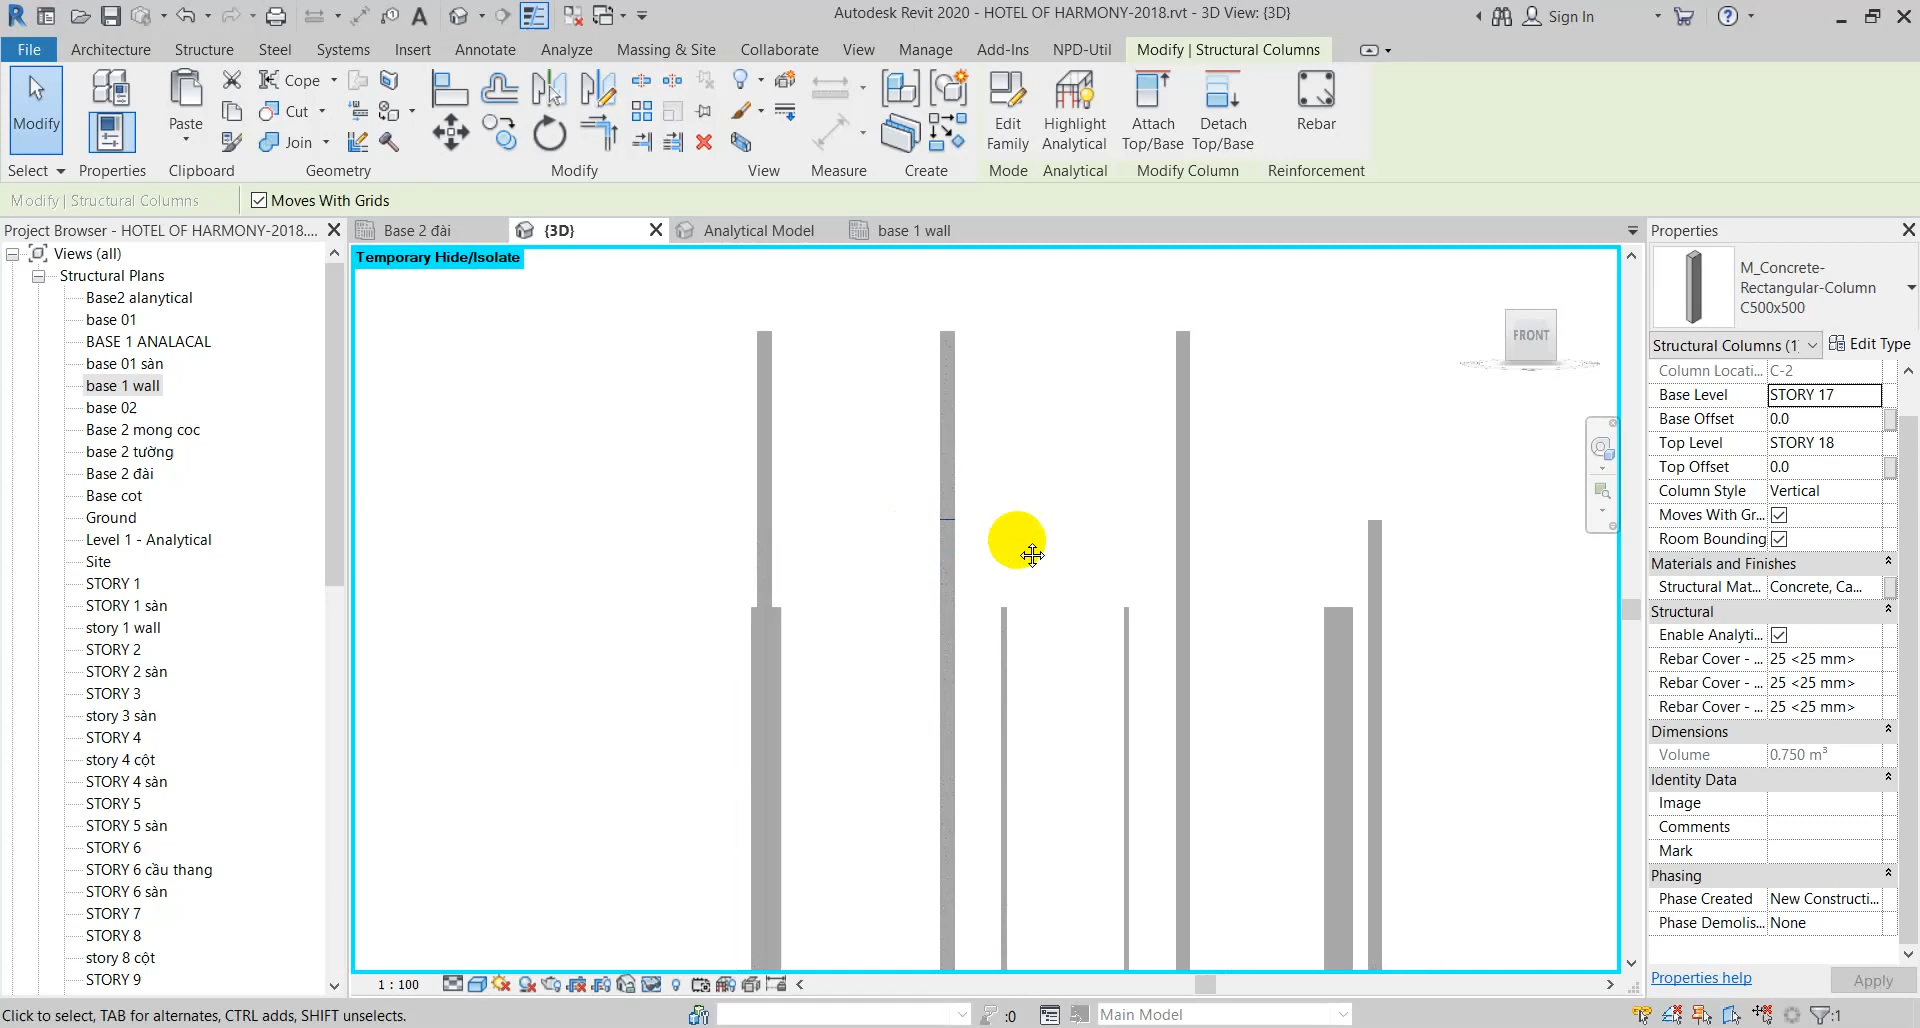 Autodesk Revit 2020 - HOTEL OF HARMONY-2018.rvt - 3D View: {3D}
Sign In
File Architecture Structure Steel Systems Insert Annotate Analyze Massing & Site Collaborate View Manage Add-Ins NPD-Util Modify | Structural Columns
Modify
Paste
Cope
Cut
Join
Edit Family
Highlight Analytical
Attach Top/Base
Detach Top/Base
Rebar
Select Properties Clipboard Geometry Modify View Measure Create Mode Analytical Modify Column Reinforcement
Modify | Structural Columns Moves With Grids
Project Browser - HOTEL OF HARMONY-2018....
Views (all)
Structural Plans
Base2 alanytical
base 01
BASE 1 ANALACAL
base 01 sàn
base 1 wall
base 02
Base 2 mong coc
base 2 tường
Base 2 đài
Base cot
Ground
Level 1 - Analytical
Site
STORY 1
STORY 1 sàn
story 1 wall
STORY 2
STORY 2 sàn
STORY 3
story 3 sàn
STORY 4
story 4 cột
STORY 4 sàn
STORY 5
STORY 5 sàn
STORY 6
STORY 6 cầu thang
STORY 6 sàn
STORY 7
STORY 8
story 8 cột
STORY 9
Base 2 đài {3D} Analytical Model base 1 wall
Temporary Hide/Isolate
FRONT
1 : 100
Properties
M_Concrete-Rectangular-Column
C500x500
Structural Columns (1) Edit Type
Column Locati... C-2
Base Level STORY 17
Base Offset 0.0
Top Level STORY 18
Top Offset 0.0
Column Style Vertical
Moves With Gr...
Room Bounding
Materials and Finishes
Structural Mat... Concrete, Ca...
Structural
Enable Analyti...
Rebar Cover - ... 25 <25 mm>
Rebar Cover - ... 25 <25 mm>
Rebar Cover - ... 25 <25 mm>
Dimensions
Volume 0.750 m³
Identity Data
Image
Comments
Mark
Phasing
Phase Created New Constructi...
Phase Demolis... None
Properties help Apply
Click to select, TAB for alternates, CTRL adds, SHIFT unselects. :0 Main Model :1